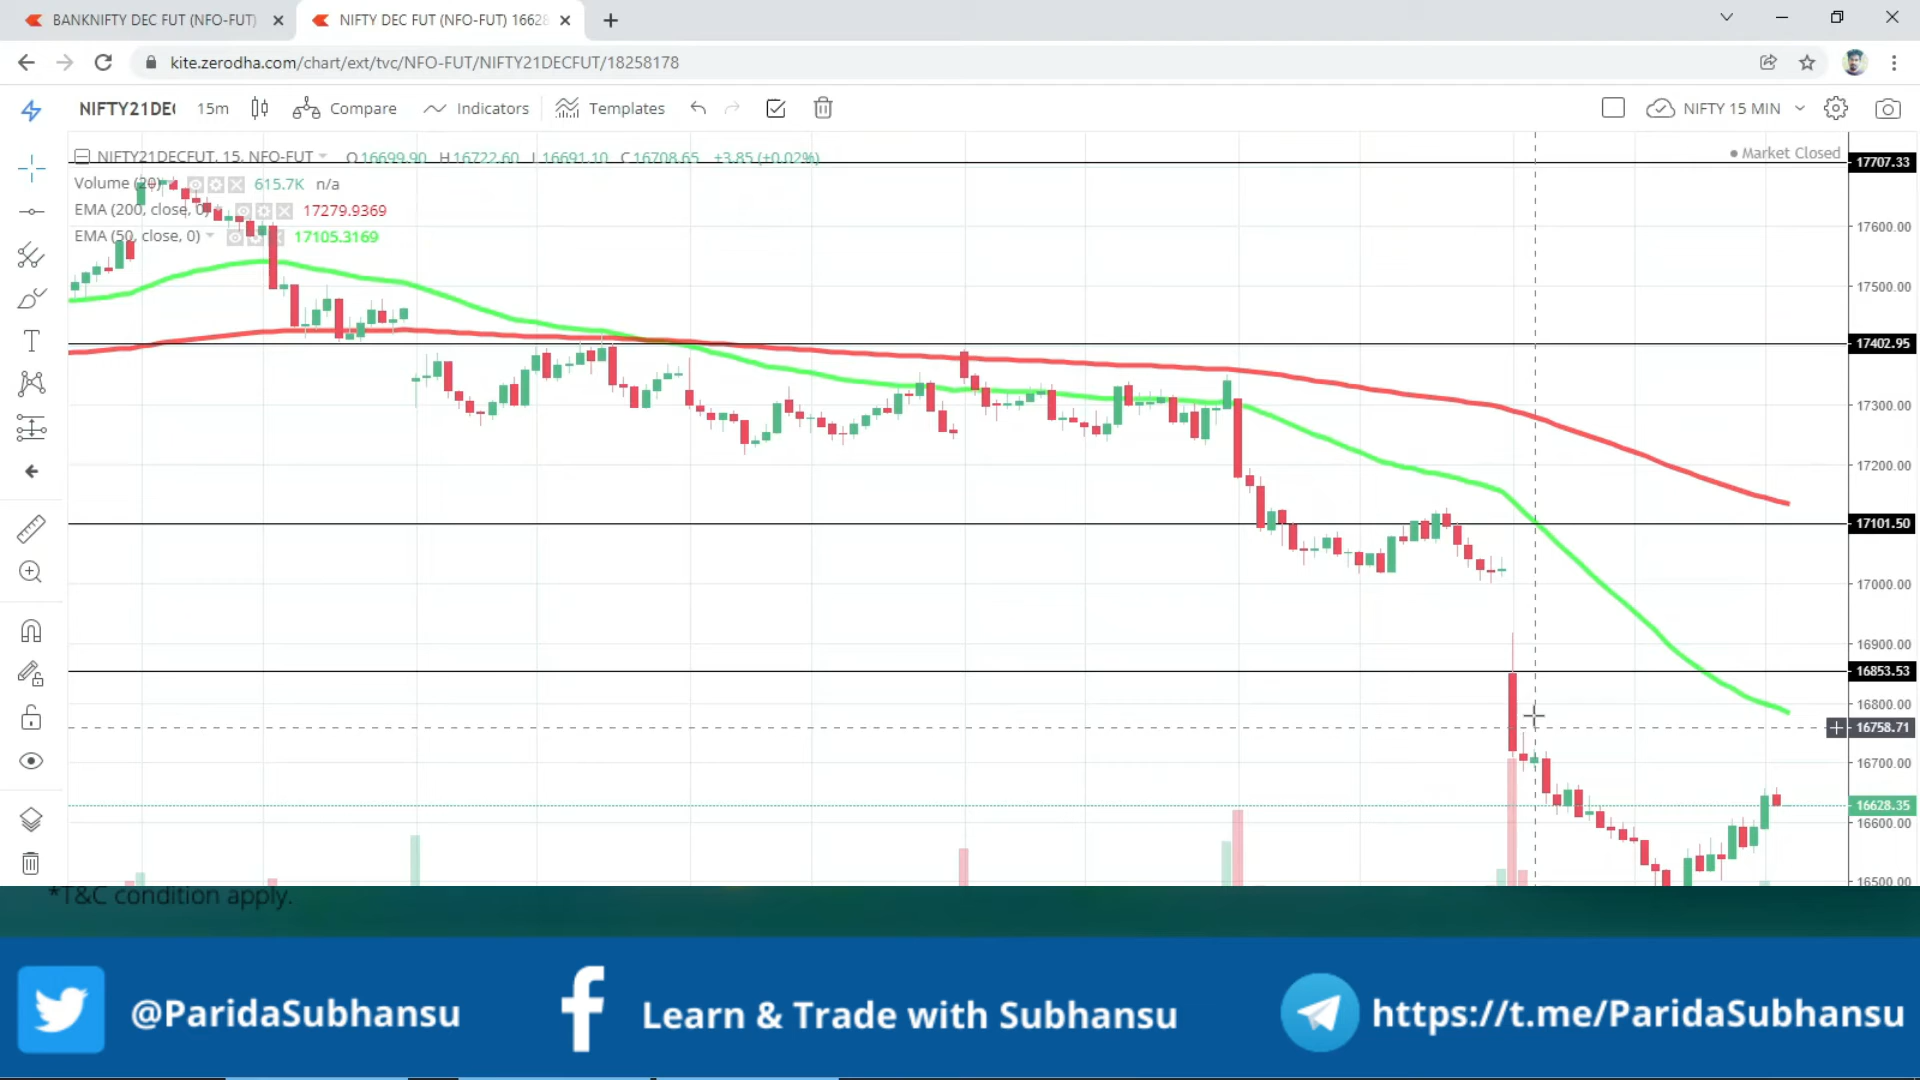 BANKNIFTY DEC FUT (NFO-FUT)
NIFTY DEC FUT (NFO-FUT) 16628
kite.zerodha.com/chart/ext/tvc/NFO-FUT/NIFTY21DECFUT/18258178
NIFTY21DEC 15m Compare Indicators Templates NIFTY 15 MIN
NIFTY21DECFUT, 15, NFO-FUT O16699.90 H16722.60 L16691.10 C16708.65 +3.85 (+0.02%)
Market Closed
Volume (20) 615.7K n/a
EMA (200, close, 0) 17279.9369
EMA (50, close, 0) 17105.3169
17707.33
17600.00
17500.00
17402.95
17300.00
17200.00
17101.50
17000.00
16900.00
16853.53
16800.00
16758.71
16700.00
16628.35
16600.00
16500.00
*T&C condition apply.
@ParidaSubhansu
Learn & Trade with Subhansu
https://t.me/ParidaSubhansu